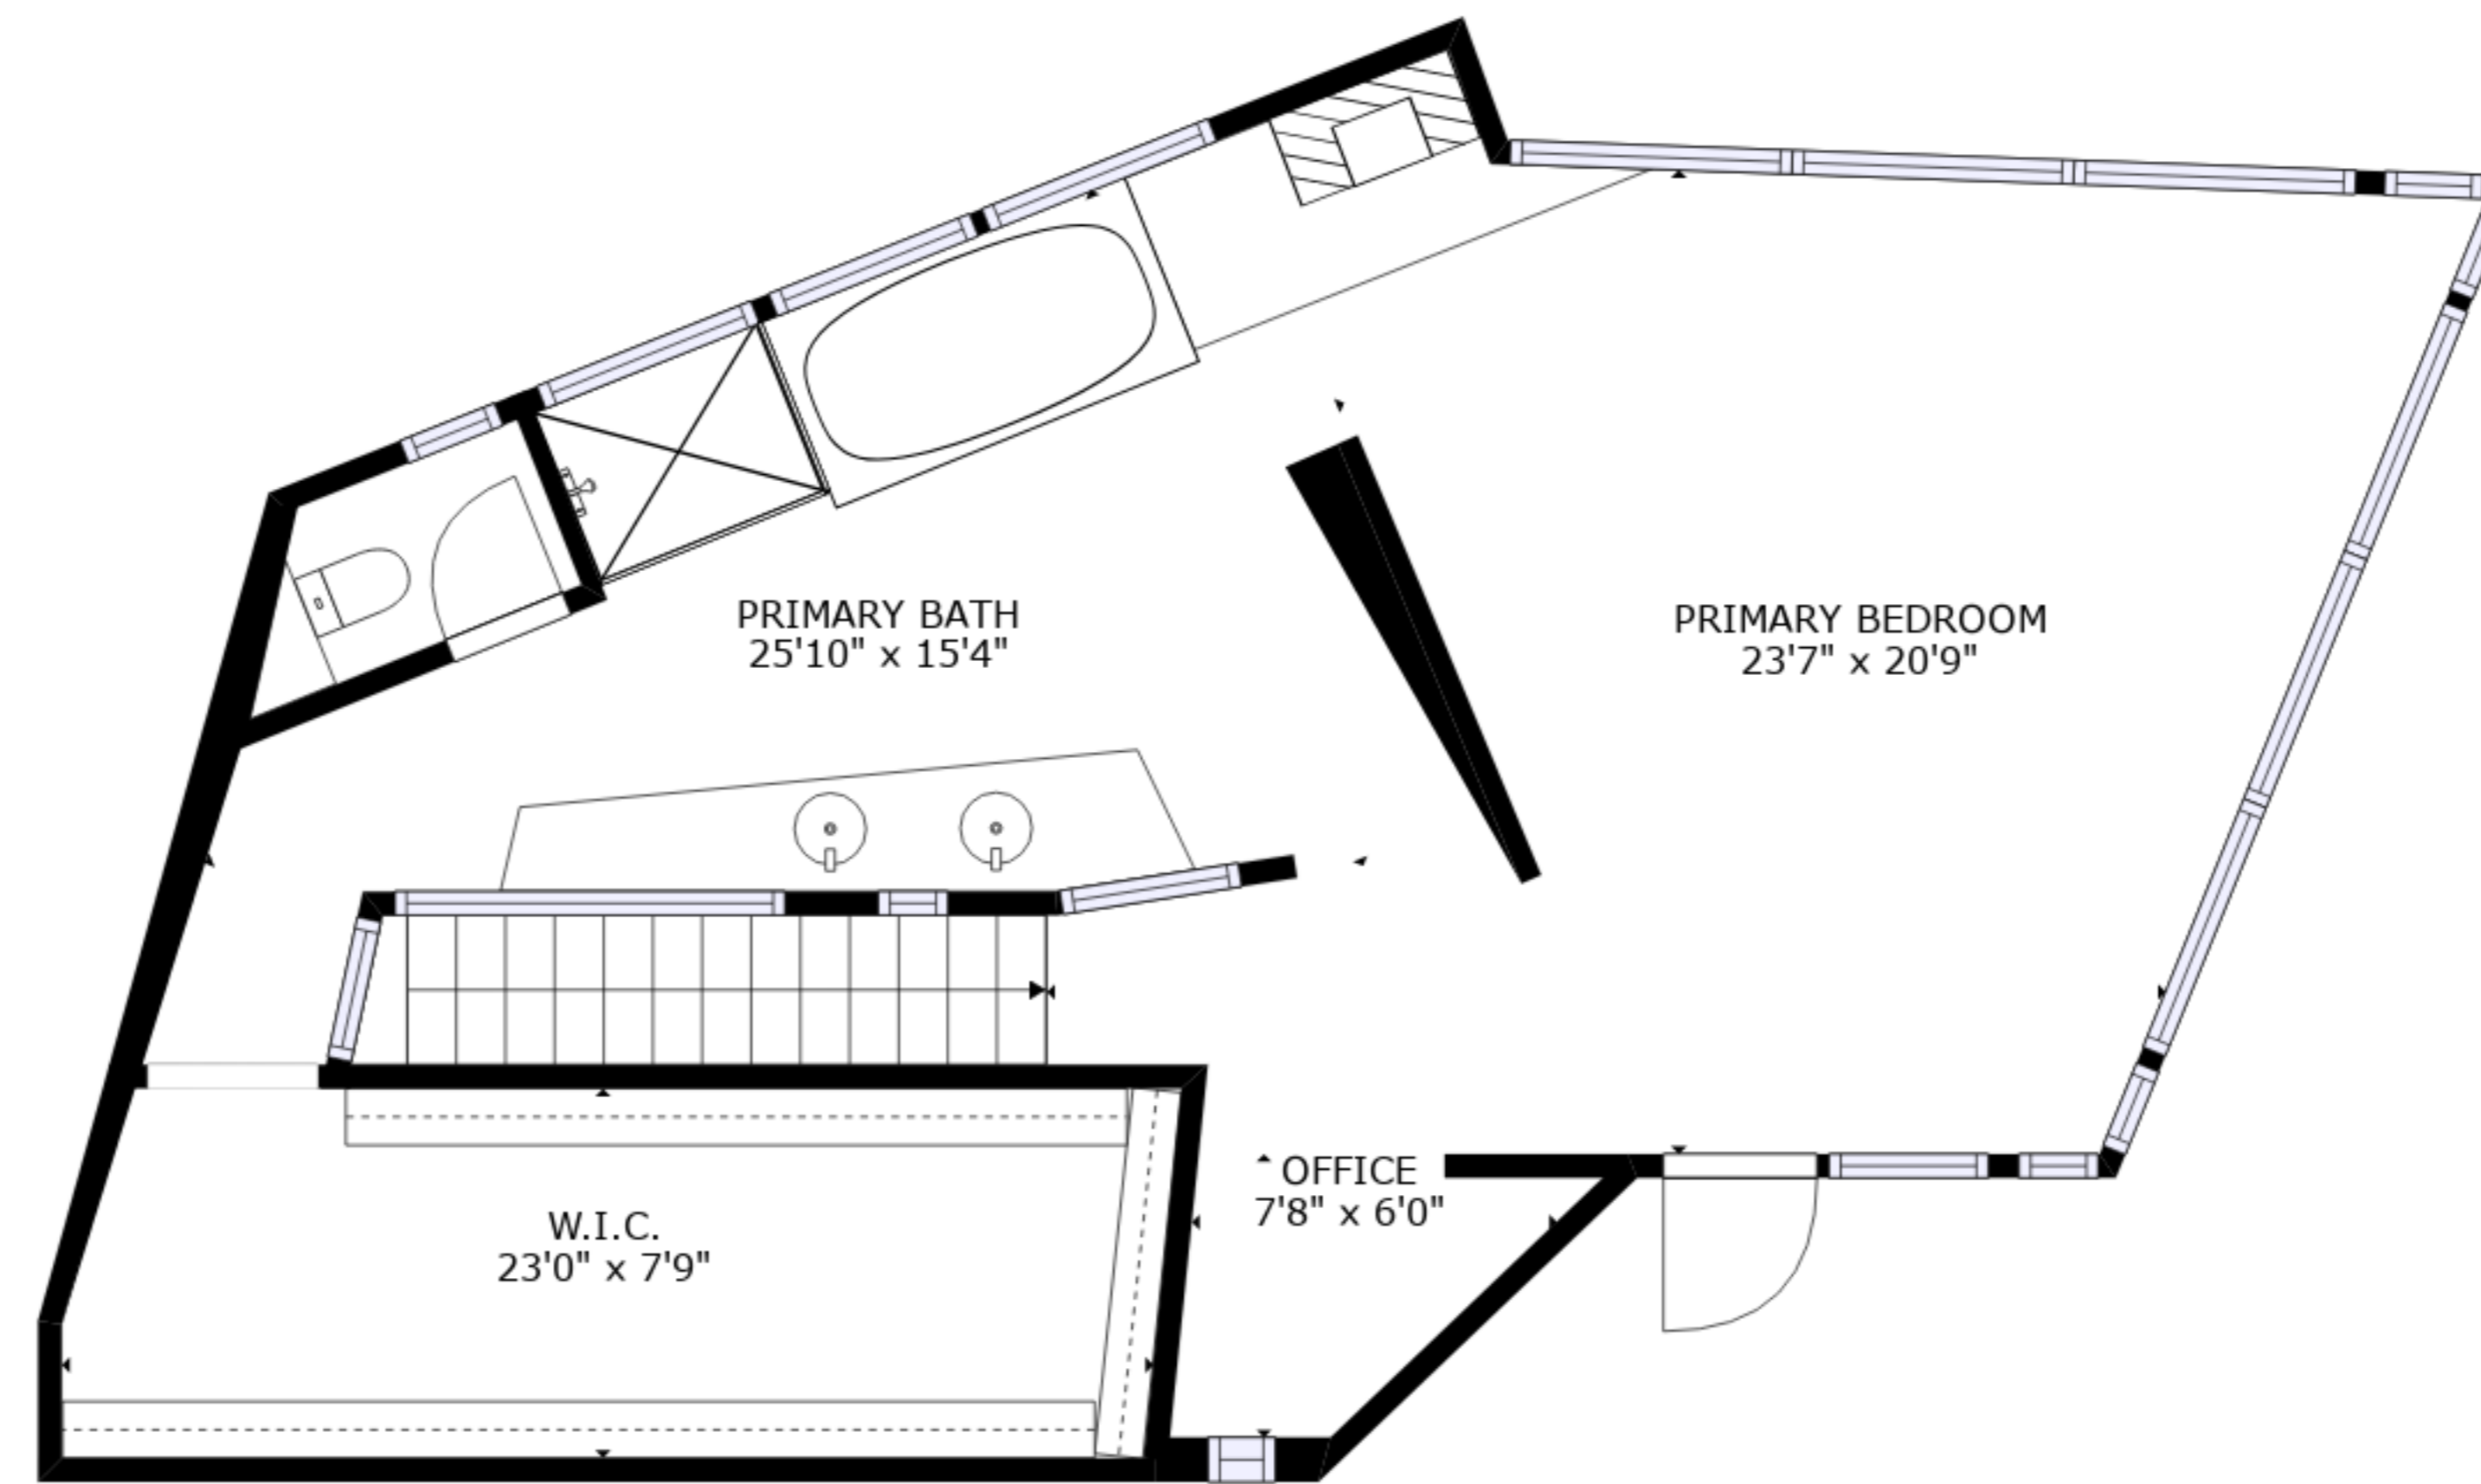 PRIMARY BATH
25'10" x 15'4"
PRIMARY BEDROOM
23'7" x 20'9"
OFFICE
7'8" x 6'0"
W.I.C.
23'0" x 7'9"